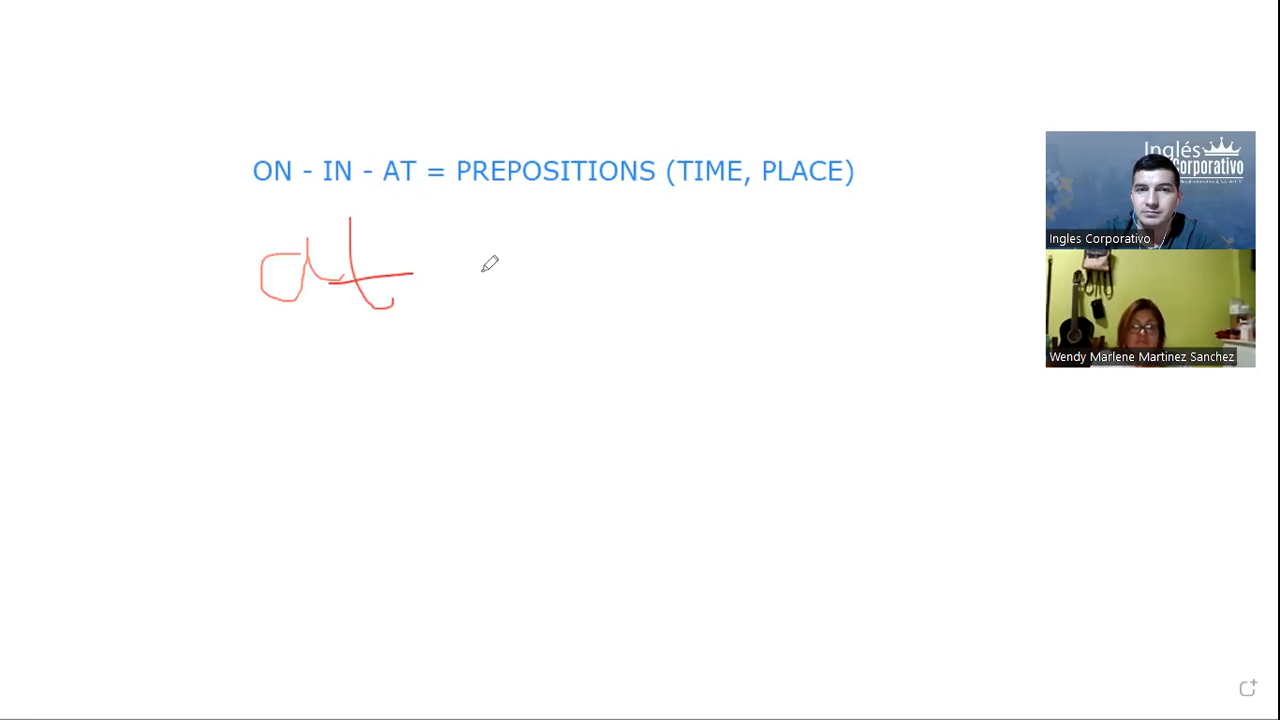 ON - IN - AT = PREPOSITIONS (TIME, PLACE)
at
Inglés
Corporativo
Ingles Corporativo
Wendy Marlene Martinez Sanchez